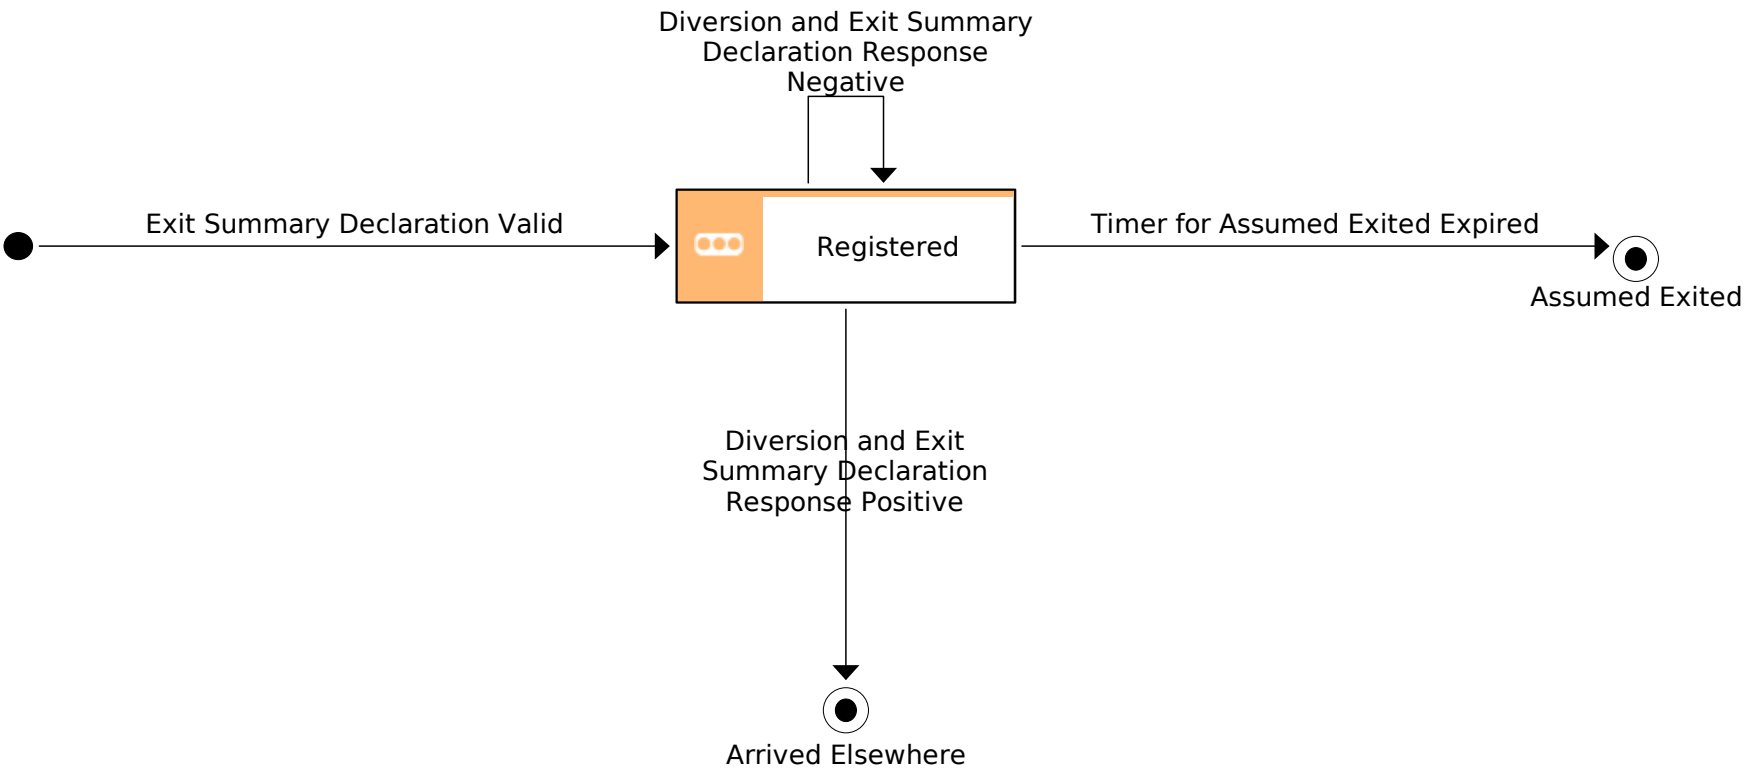 Diversion and Exit Summary
Declaration Response
Negative
Exit Summary Declaration Valid
Registered
Timer for Assumed Exited Expired
Assumed Exited
Diversion and Exit
Summary Declaration
Response Positive
Arrived Elsewhere